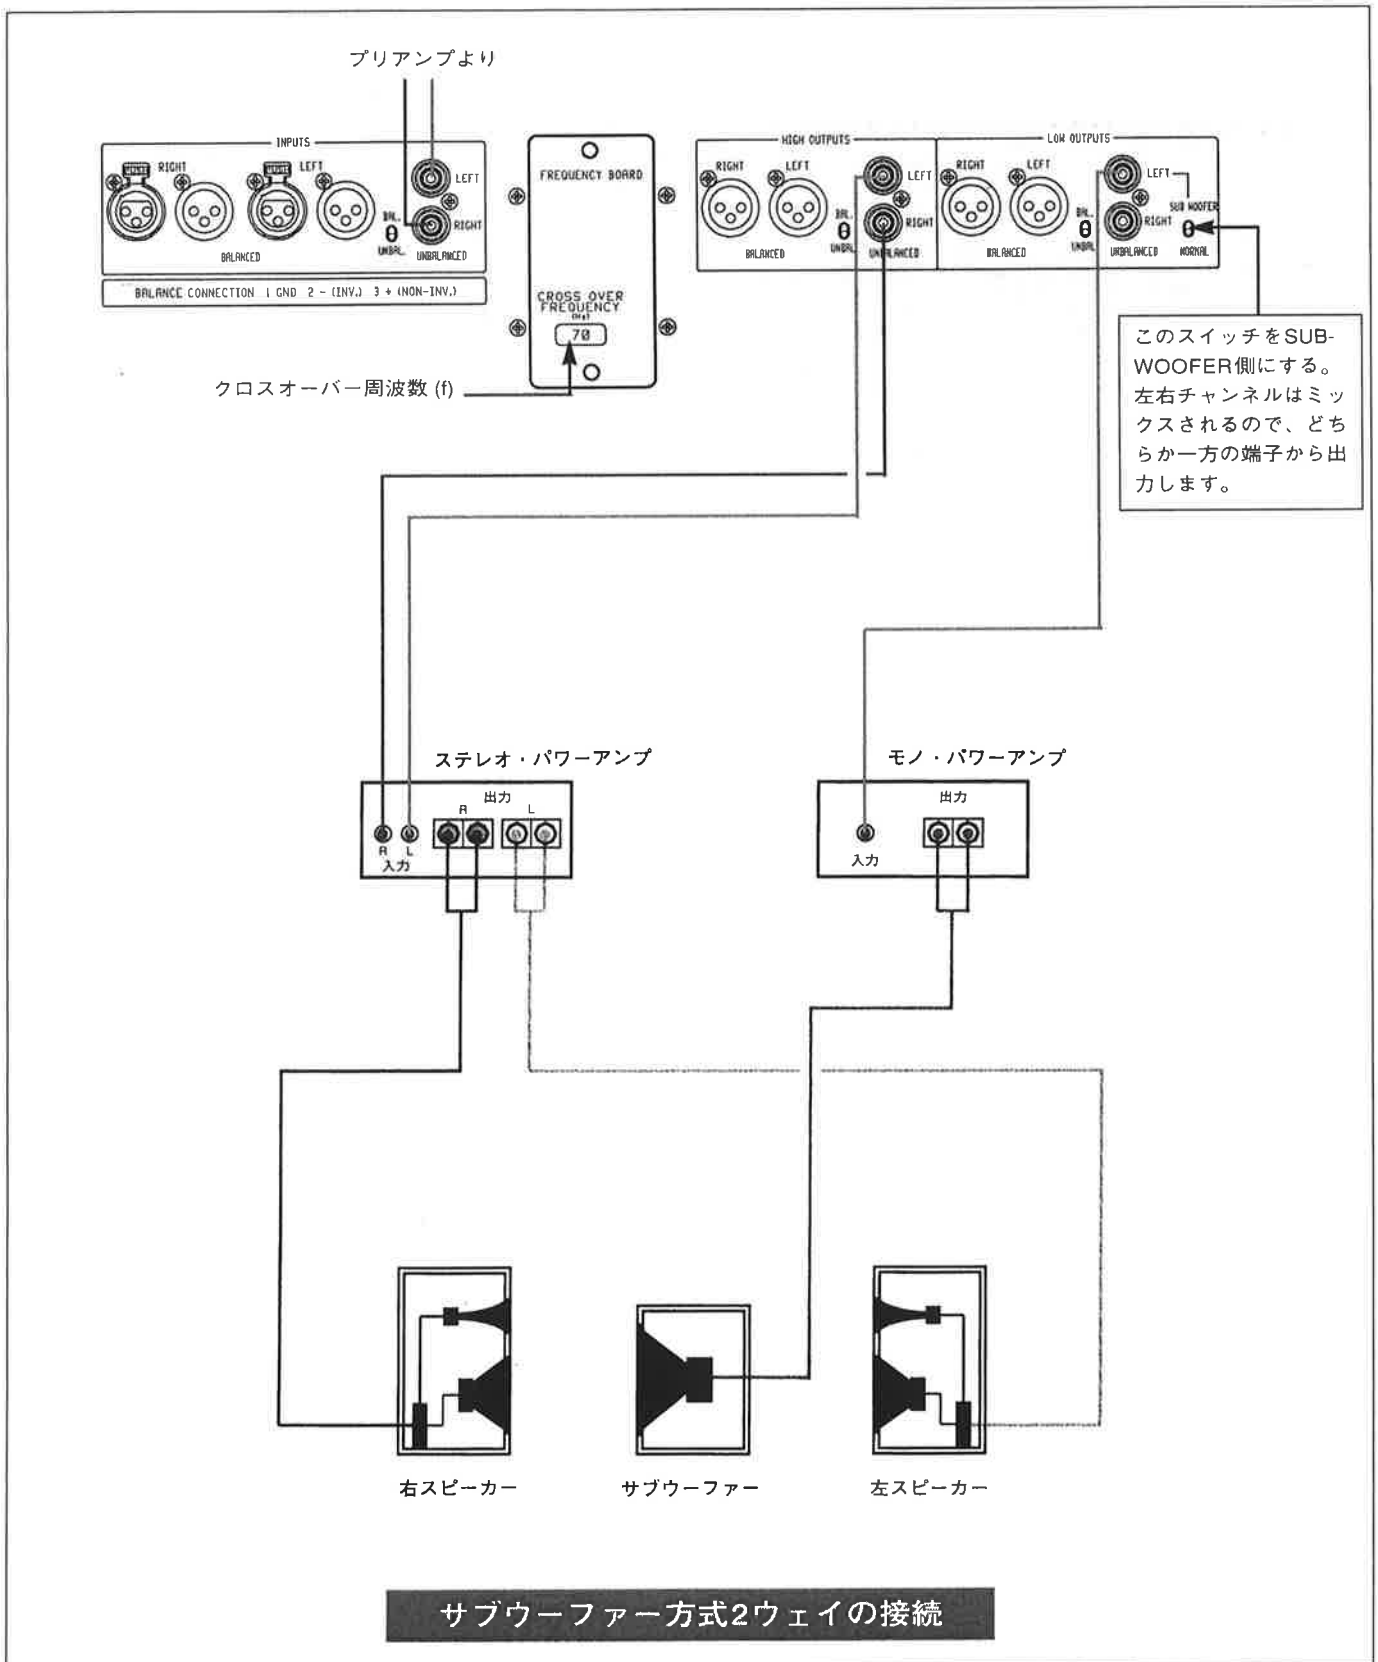 プリアンプより
INPUTS
RIGHT
LEFT
LEFT
RIGHT
BAL.
UNBAL.
BALANCED
UNBALANCED
BALANCE CONNECTION 1 GND 2 - (INV.) 3 + (NON-INV.)
FREQUENCY BOARD
CROSS OVER
FREQUENCY
(Hz)
70
クロスオーバー周波数 (f)
HIGH OUTPUTS
RIGHT
LEFT
LEFT
RIGHT
BAL.
UNBAL.
BALANCED
UNBALANCED
LOW OUTPUTS
RIGHT
LEFT
LEFT
SUB WOOFER
RIGHT
BAL.
UNBAL.
BALANCED
UNBALANCED
NORMAL
このスイッチをSUB-
WOOFER側にする。
左右チャンネルはミッ
クスされるので、どち
らか一方の端子から出
力します。
ステレオ・パワーアンプ
出力
R
L
R L
入力
モノ・パワーアンプ
出力
入力
右スピーカー
サブウーファー
左スピーカー
サブウーファー方式2ウェイの接続